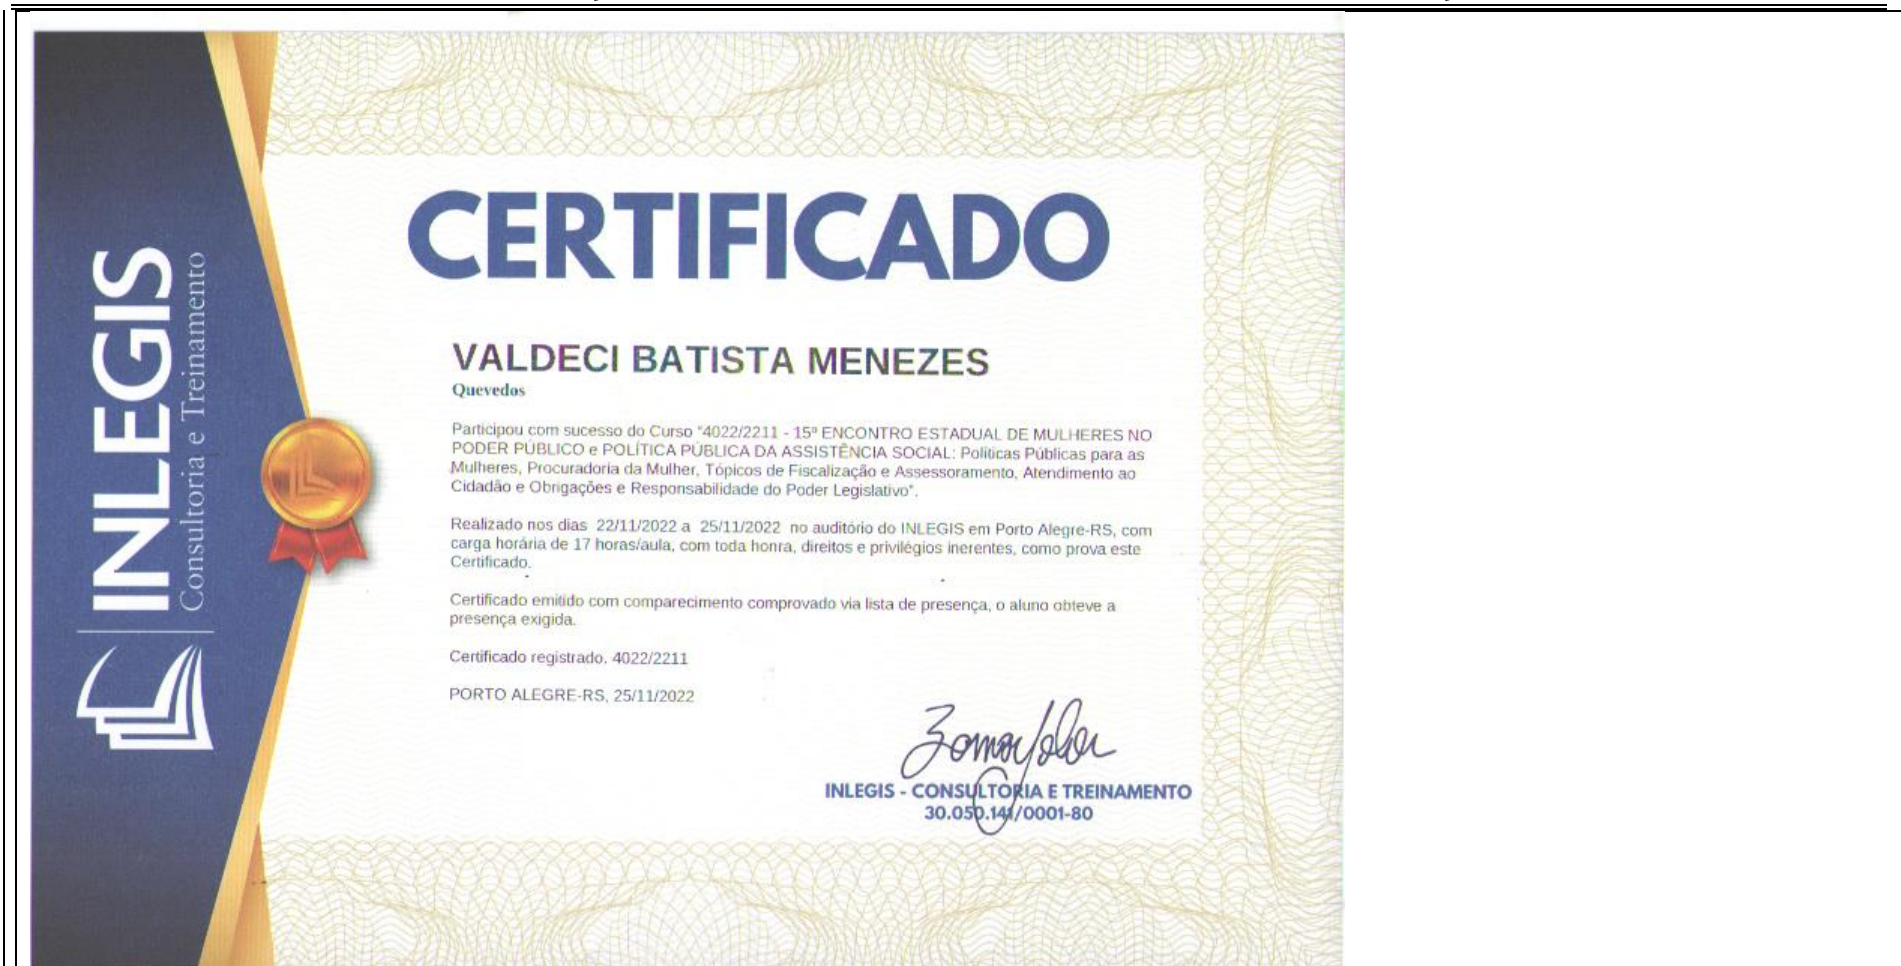 INLEGIS
Consultoria e Treinamento
CERTIFICADO
VALDECI BATISTA MENEZES
Quevedos
Participou com sucesso do Curso "4022/2211 - 15º ENCONTRO ESTADUAL DE MULHERES NO
PODER PÚBLICO e POLÍTICA PÚBLICA DA ASSISTÊNCIA SOCIAL: Políticas Públicas para as
Mulheres, Procuradoria da Mulher, Tópicos de Fiscalização e Assessoramento, Atendimento ao
Cidadão e Obrigações e Responsabilidade do Poder Legislativo".
Realizado nos dias 22/11/2022 a 25/11/2022 no auditório do INLEGIS em Porto Alegre-RS, com
carga horária de 17 horas/aula, com toda honra, direitos e privilégios inerentes, como prova este
Certificado.
Certificado emitido com comparecimento comprovado via lista de presença, o aluno obteve a
presença exigida.
Certificado registrado. 4022/2211
PORTO ALEGRE-RS, 25/11/2022
INLEGIS - CONSULTORIA E TREINAMENTO
30.050.141/0001-80